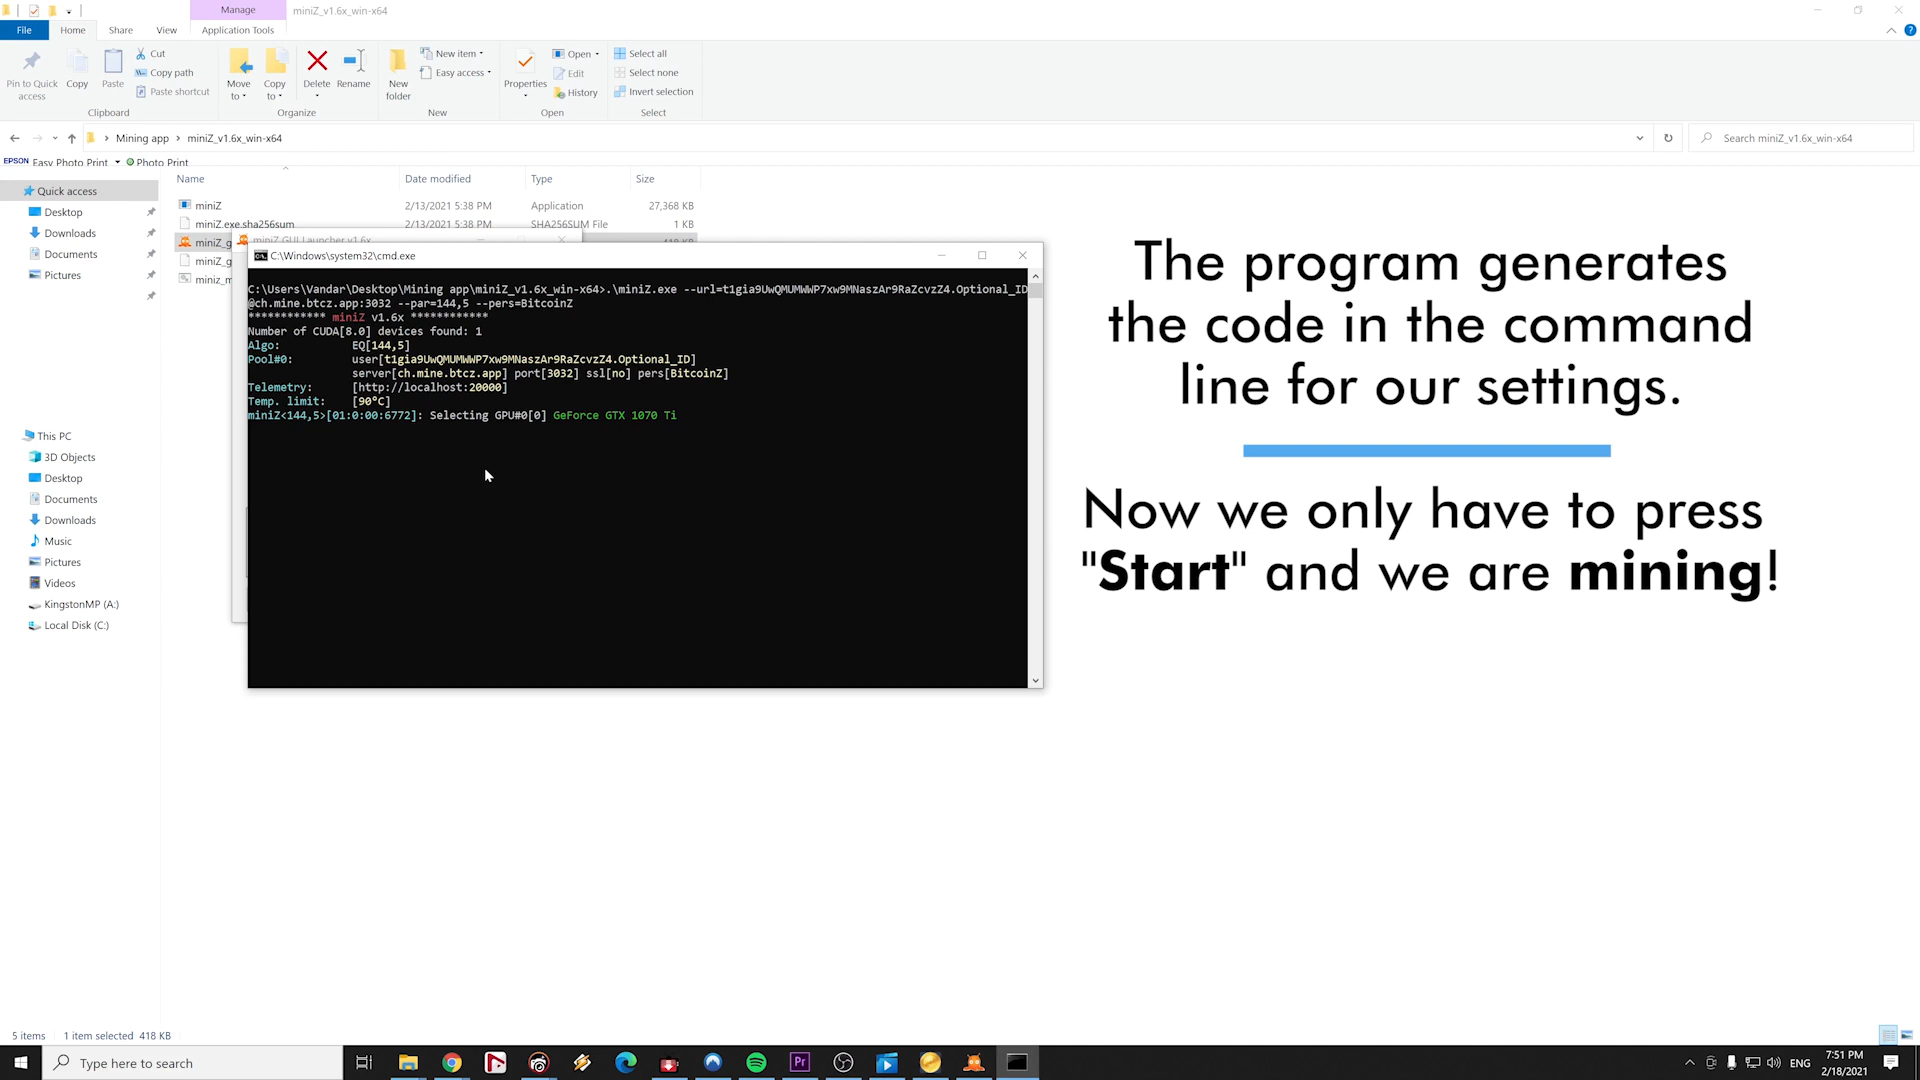 Manage
miniZ_v1.6x_win-x64
File
Home
Share
View
Application Tools
Pin to Quick access
Copy
Paste
Cut
Copy path
Paste shortcut
Clipboard
Move to
Copy to
Delete
Rename
Organize
New folder
New item
Easy access
New
Properties
Open
Edit
History
Open
Select all
Select none
Invert selection
Select
Mining app
miniZ_v1.6x_win-x64
Search miniZ_v1.6x_win-x64
EPSON Easy Photo Print
Photo Print
Quick access
Desktop
Downloads
Documents
Pictures
This PC
3D Objects
Desktop
Documents
Downloads
Music
Pictures
Videos
KingstonMP (A:)
Local Disk (C:)
Name Date modified Type Size
miniZ 2/13/2021 5:38 PM Application 27,368 KB
miniZ.exe.sha256sum 2/13/2021 5:38 PM SHA256SUM File 1 KB
miniZ_g 418 KB
miniZ_g
miniz_m
miniZ GUI Launcher v1.6x
C:\Windows\system32\cmd.exe
C:\Users\Vandar\Desktop\Mining app\miniZ_v1.6x_win-x64>.\miniZ.exe --url=t1gia9UwQMUMWWP7xw9MNaszAr9RaZcvzZ4.Optional_ID
@ch.mine.btcz.app:3032 --par=144,5 --pers=BitcoinZ
************ miniZ v1.6x ************
Number of CUDA[8.0] devices found: 1
Algo: EQ[144,5]
Pool#0: user[t1gia9UwQMUMWWP7xw9MNaszAr9RaZcvzZ4.Optional_ID]
server[ch.mine.btcz.app] port[3032] ssl[no] pers[BitcoinZ]
Telemetry: [http://localhost:20000]
Temp. limit: [90°C]
miniZ<144,5>[01:0:00:6772]: Selecting GPU#0[0] GeForce GTX 1070 Ti
The program generates
the code in the command
line for our settings.
Now we only have to press
"Start" and we are mining!
5 items 1 item selected 418 KB
Type here to search
Pr
ENG
7:51 PM
2/18/2021